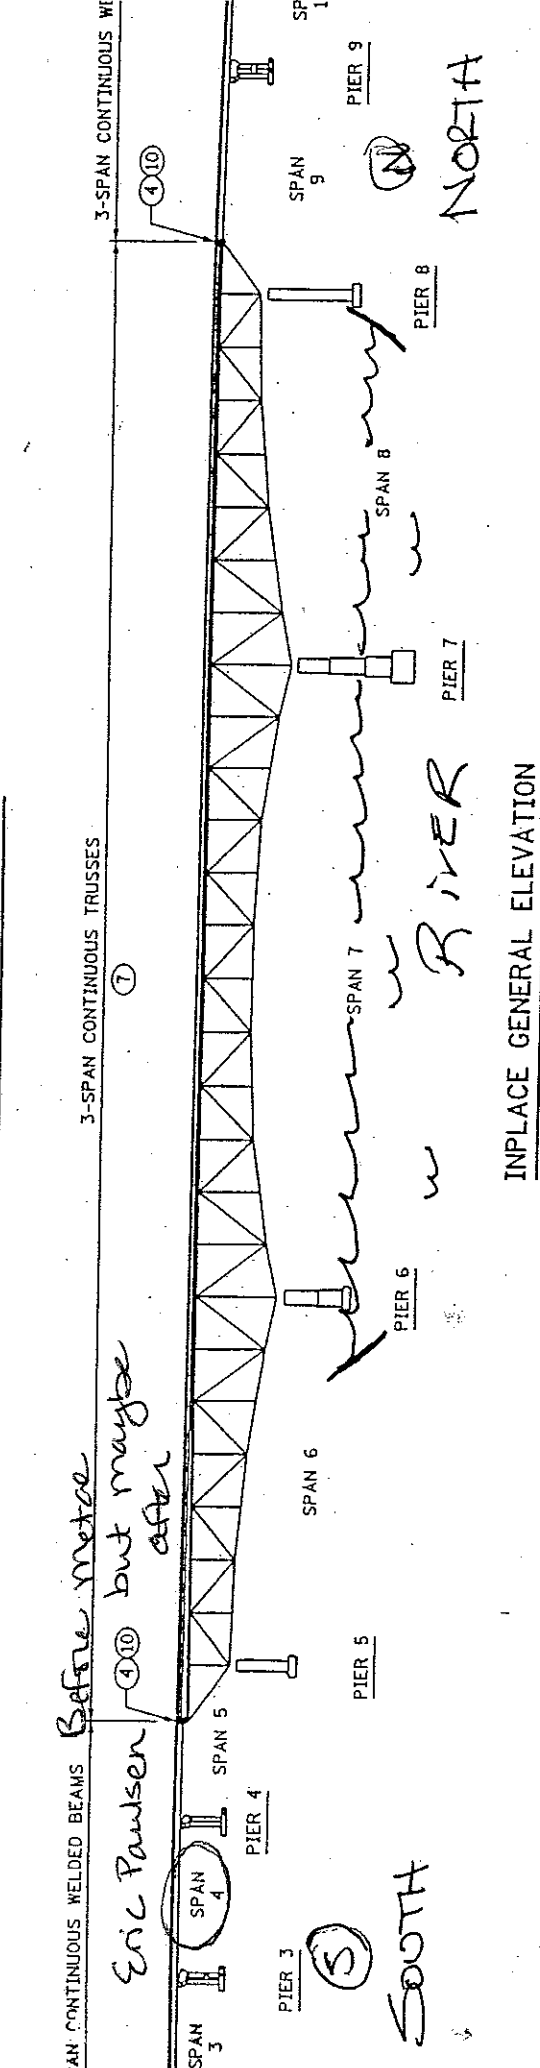 AN CONTINUOUS WELDED BEAMS
3-SPAN CONTINUOUS TRUSSES
3-SPAN CONTINUOUS WE
Before metae
but maybe
after
Eric Paulsen
4 10
7
4 10
SPAN
3
SPAN
4
SPAN 5
SPAN 6
SPAN 7
SPAN 8
SPAN
9
SP
1
PIER 3
PIER 4
PIER 5
PIER 6
PIER 7
PIER 8
PIER 9
S
SOUTH
RiVER
N
NORTH
INPLACE GENERAL ELEVATION